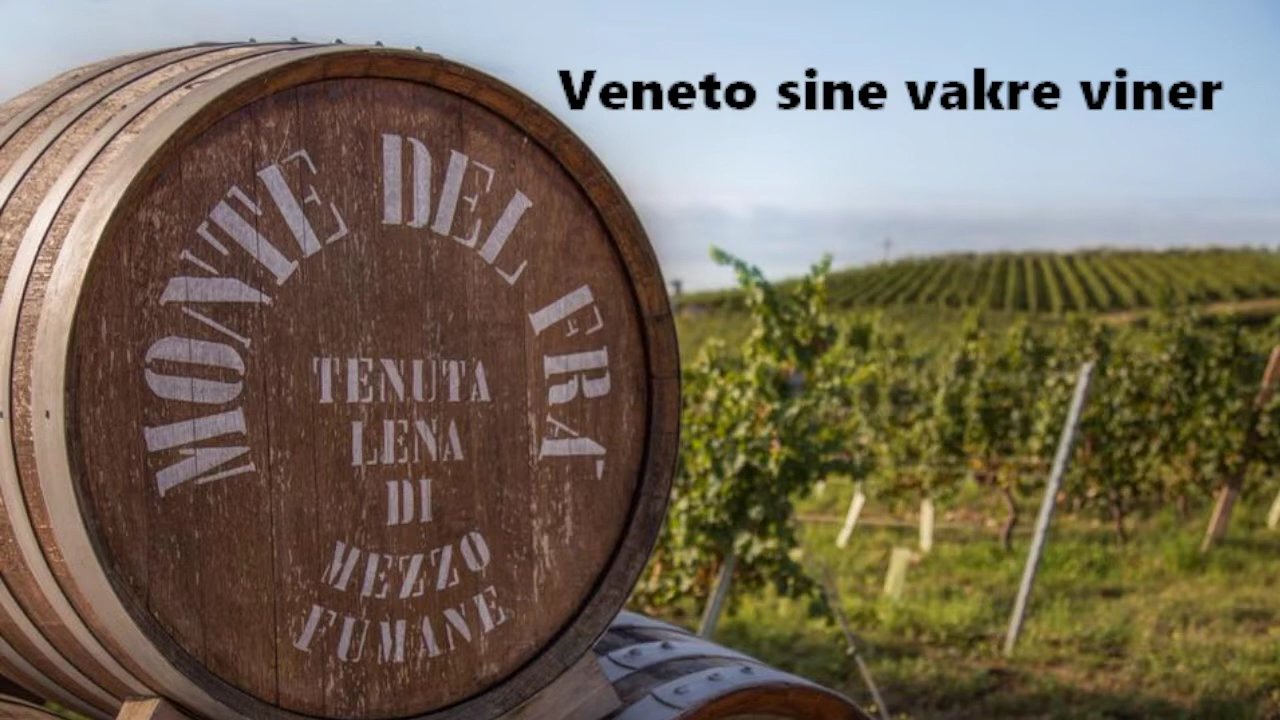 Veneto sine vakre viner
MONTE DEL FRA'
TENUTA
LENA
DI
MEZZO
FUMANE